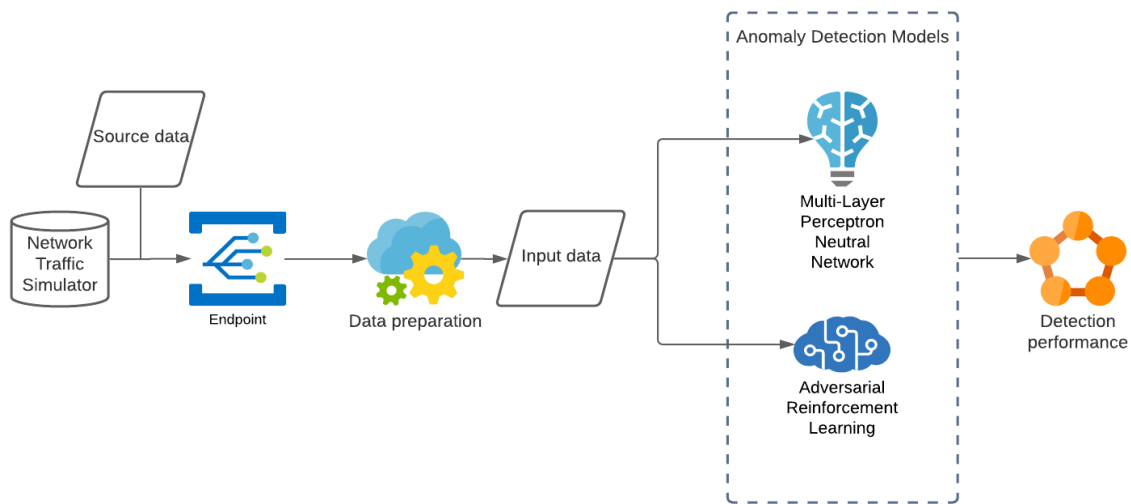 Anomaly Detection Models
Source data
Network
Traffic
Simulator
Endpoint
Data preparation
Input data
Multi-Layer
Perceptron
Neutral
Network
Adversarial
Reinforcement
Learning
Detection
performance